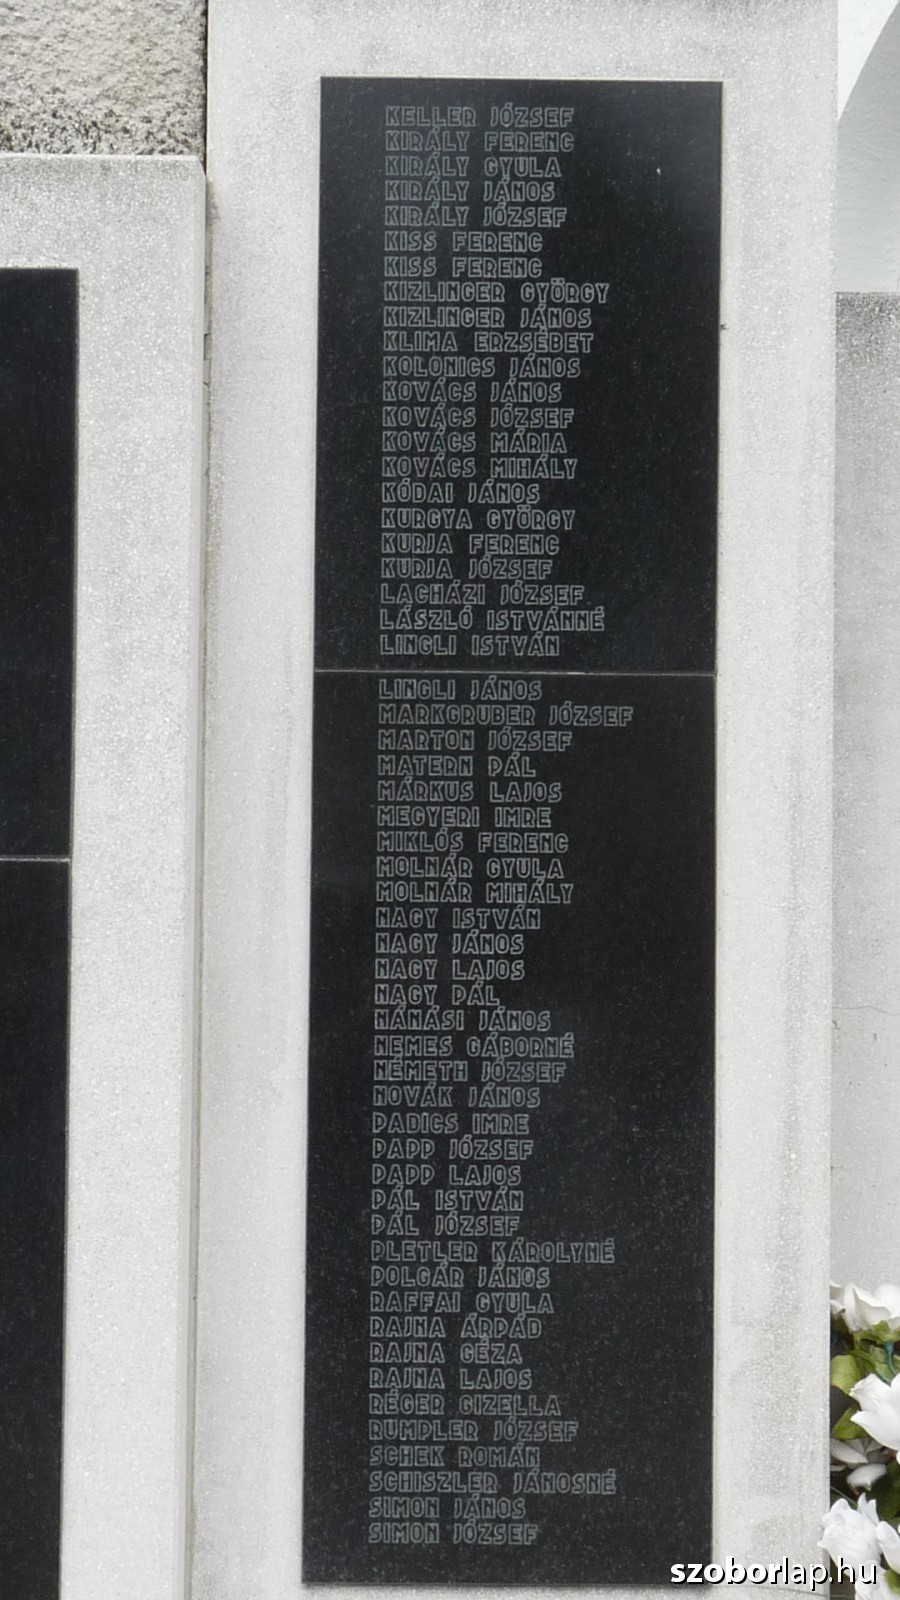 KELLER JÓZSEF
KIRÁLY FERENC
KIRÁLY GYULA
KIRÁLY JÁNOS
KIRÁLY JÓZSEF
KISS FERENC
KISS FERENC
KIZLINGER GYÖRGY
KIZLINGER JÁNOS
KLIMA ERZSÉBET
KOLONICS JÁNOS
KOVÁCS JÁNOS
KOVÁCS JÓZSEF
KOVÁCS MÁRIA
KOVÁCS MIHÁLY
KÓDAI JÁNOS
KURGYA GYÖRGY
KURJA FERENC
KURJA JÓZSEF
LACHÁZI JÓZSEF
LÁSZLÓ ISTVÁNNÉ
LINGLI ISTVÁN
LINGLI JÁNOS
MARKGRUBER JÓZSEF
MARTON JÓZSEF
MATERN PÁL
MÁRKUS LAJOS
MEGYERI IMRE
MIKLÓS FERENC
MOLNÁR GYULA
MOLNÁR MIHÁLY
NAGY ISTVÁN
NAGY JÁNOS
NAGY LAJOS
NAGY PÁL
NÁNÁSI JÁNOS
NEMES GÁBORNÉ
NÉMETH JÓZSEF
NOVÁK JÁNOS
PADICS IMRE
PAPP JÓZSEF
PAPP LAJOS
PÁL ISTVÁN
PÁL JÓZSEF
PLETLER KÁROLYNÉ
POLGÁR JÁNOS
RAFFAI GYULA
RAJNA ÁRPÁD
RAJNA GÉZA
RAJNA LAJOS
RÉGER GIZELLA
RUMPLER JÓZSEF
SCHEK ROMÁN
SCHISZLER JÁNOSNÉ
SIMON JÁNOS
SIMON JÓZSEF
szoborlap.hu